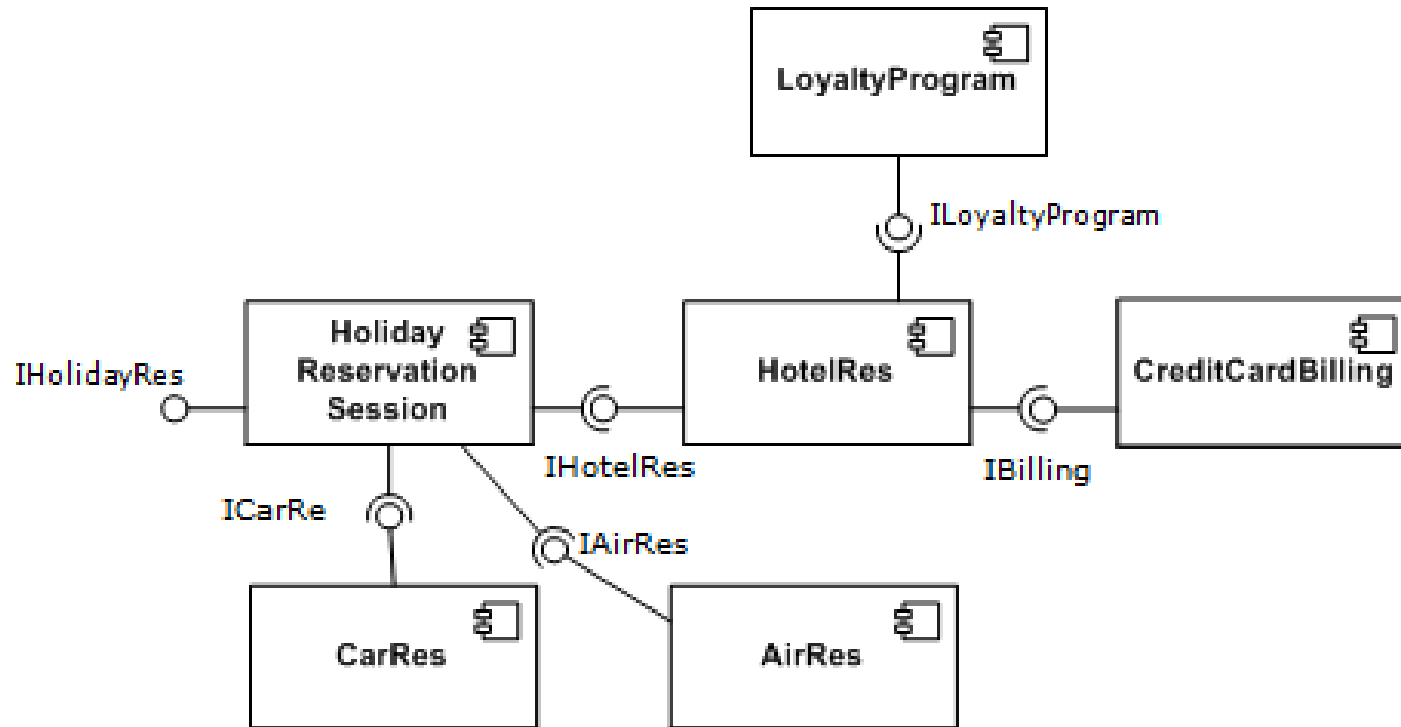 LoyaltyProgram
ILoyaltyProgram
Holiday
Reservation
Session
HotelRes
CreditCardBilling
IHolidayRes
IHotelRes
IBilling
ICarRe
IAirRes
CarRes
AirRes